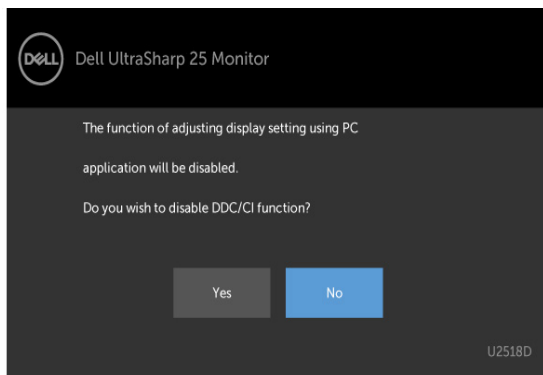 DELL
Dell UltraSharp 25 Monitor
The function of adjusting display setting using PC
application will be disabled.
Do you wish to disable DDC/CI function?
Yes
No
U2518D